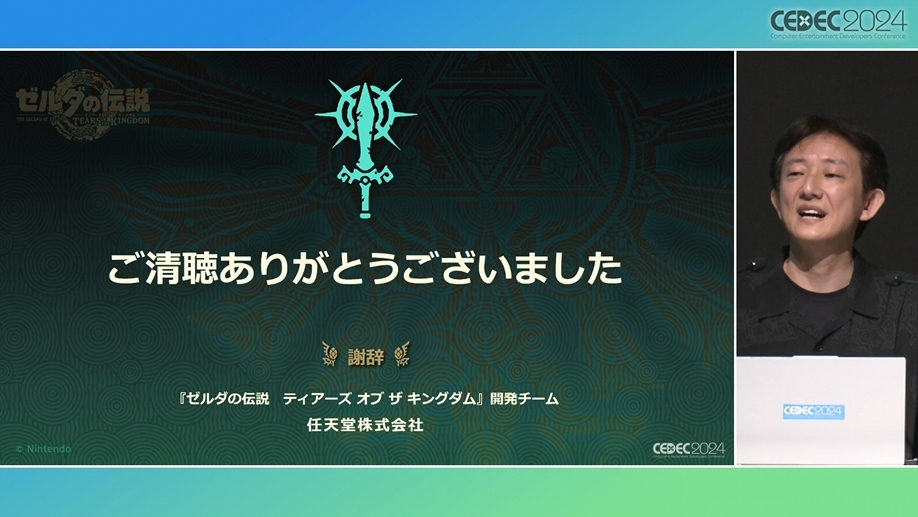 CEDEC2024
Computer Entertainment Developers Conference
ゼルダの伝説
THE LEGEND OF
TEARS OF THE KINGDOM
ご清聴ありがとうございました
謝辞
『ゼルダの伝説 ティアーズ オブ ザ キングダム』開発チーム
任天堂株式会社
© Nintendo
CEDEC2024
CEDEC2024